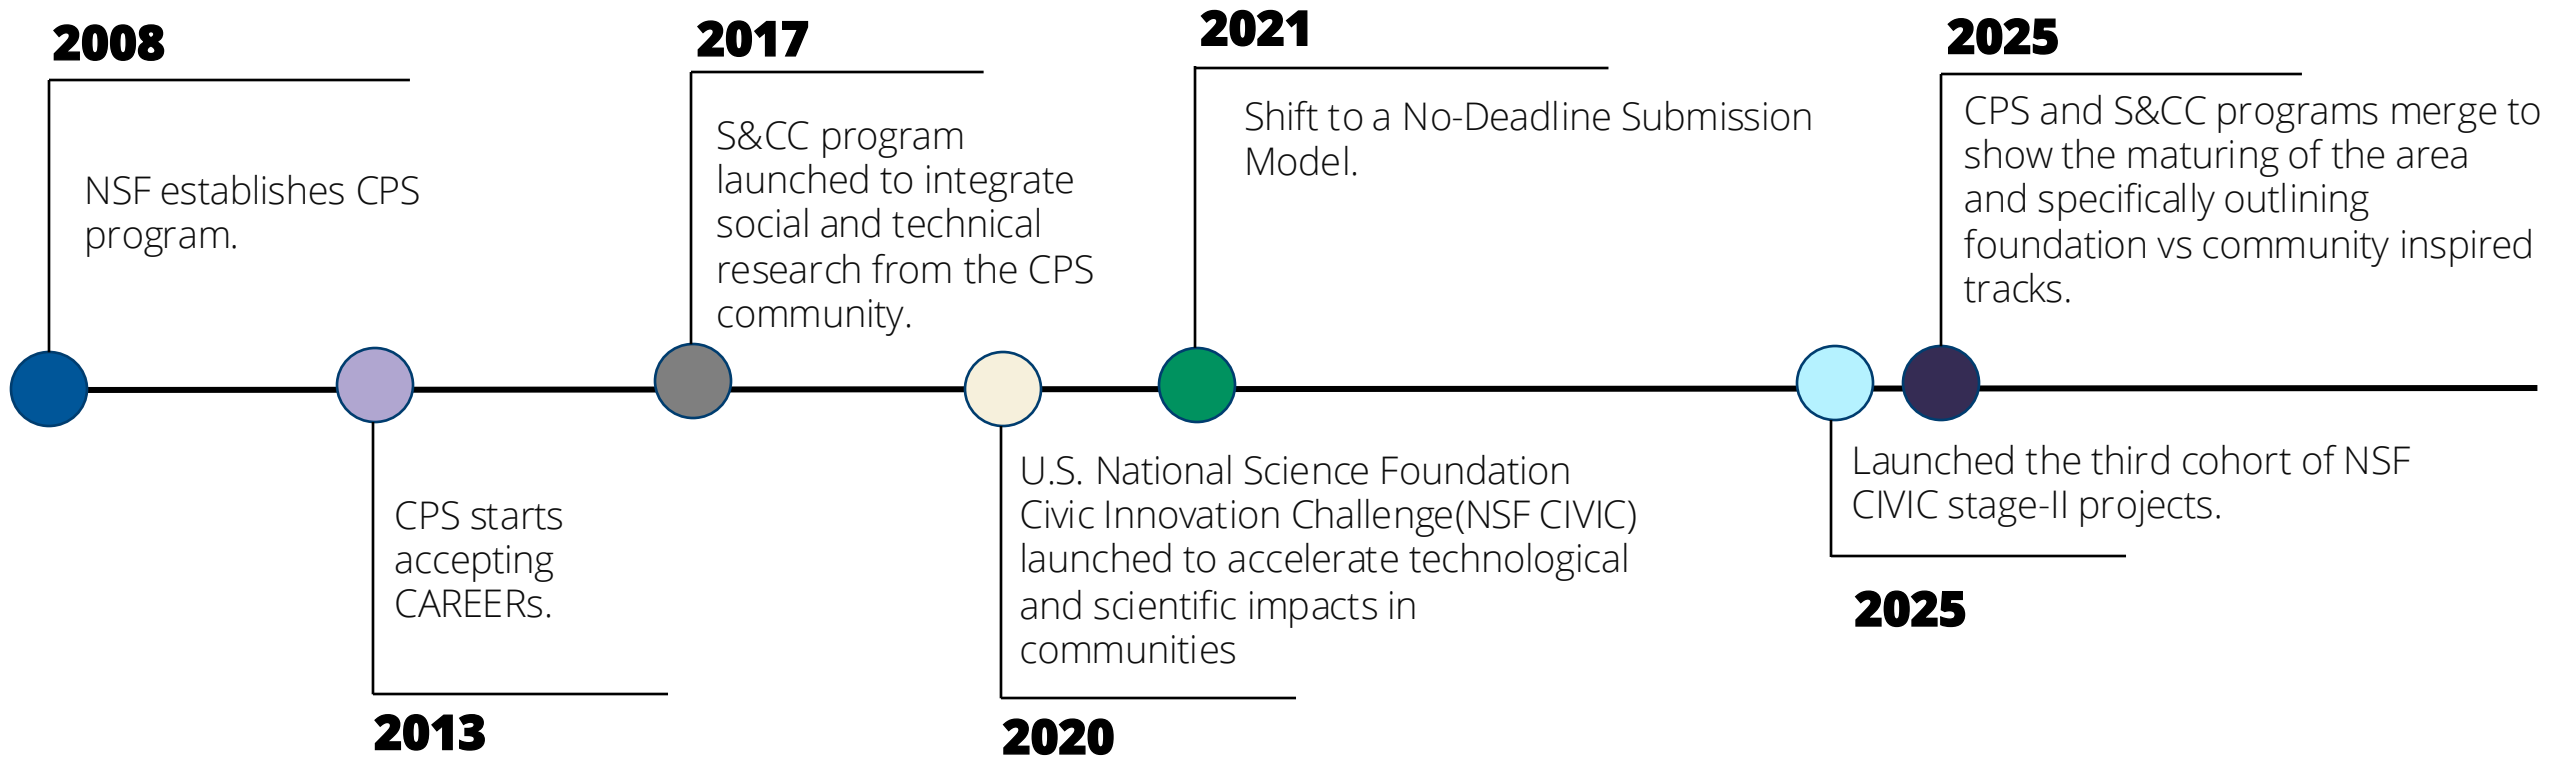 2008
NSF establishes CPS
program.
CPS starts
accepting
CAREERs.
2013
2017
S&CC program
launched to integrate
social and technical
research from the CPS
community.
U.S. National Science Foundation
Civic Innovation Challenge(NSF CIVIC)
launched to accelerate technological
and scientific impacts in
communities
2020
2021
Shift to a No-Deadline Submission
Model.
Launched the third cohort of NSF
CIVIC stage-II projects.
2025
2025
CPS and S&CC programs merge to
show the maturing of the area
and specifically outlining
foundation vs community inspired
tracks.